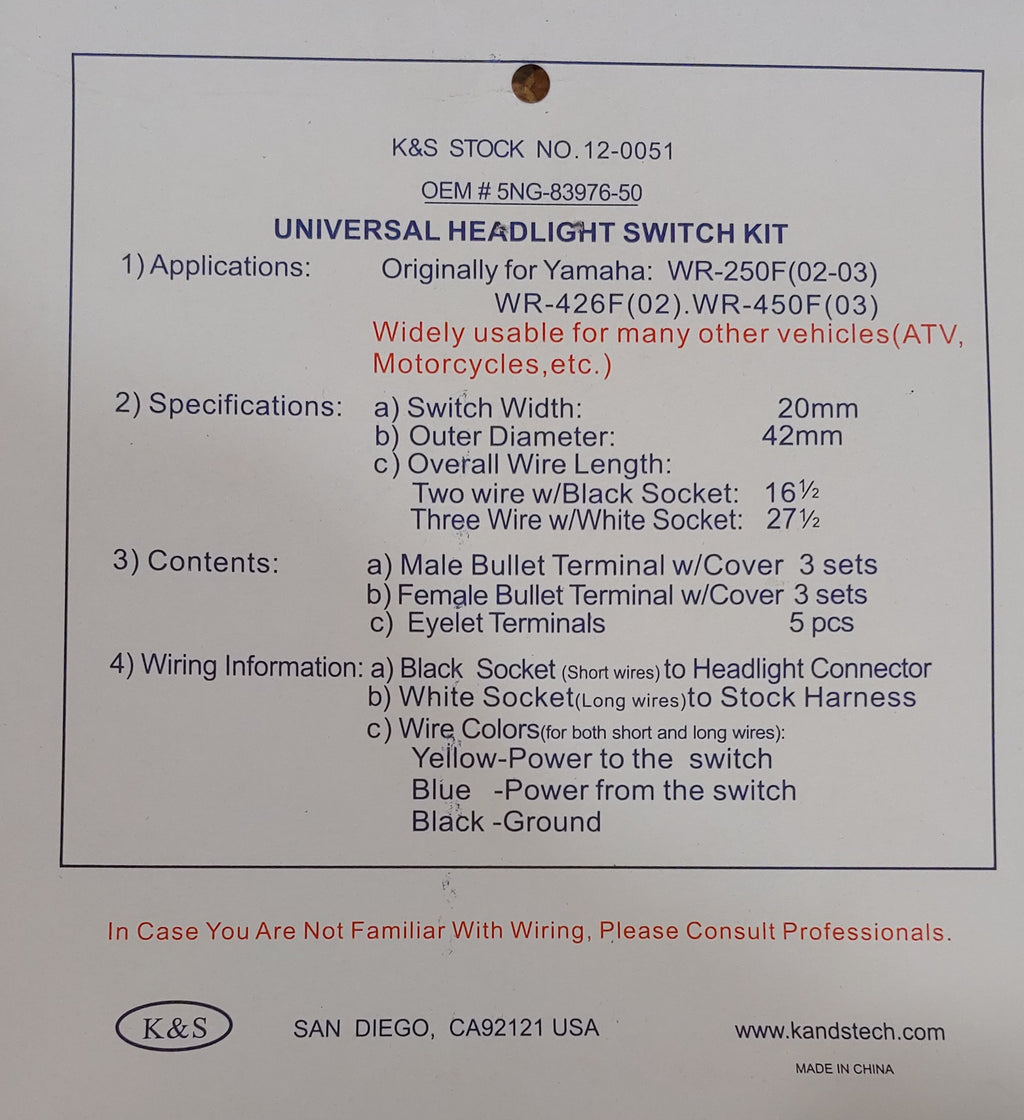 K&S STOCK NO.12-0051
OEM # 5NG-83976-50
UNIVERSAL HEADLIGHT SWITCH KIT
1) Applications: Originally for Yamaha: WR-250F(02-03)
WR-426F(02).WR-450F(03)
Widely usable for many other vehicles(ATV,
Motorcycles,etc.)
2) Specifications: a) Switch Width: 20mm
b) Outer Diameter: 42mm
c) Overall Wire Length:
Two wire w/Black Socket: 16½
Three Wire w/White Socket: 27½
3) Contents: a) Male Bullet Terminal w/Cover 3 sets
b) Female Bullet Terminal w/Cover 3 sets
c) Eyelet Terminals 5 pcs
4) Wiring Information: a) Black Socket (Short wires) to Headlight Connector
b) White Socket(Long wires)to Stock Harness
c) Wire Colors(for both short and long wires):
Yellow-Power to the switch
Blue -Power from the switch
Black -Ground
In Case You Are Not Familiar With Wiring, Please Consult Professionals.
K&S SAN DIEGO, CA92121 USA www.kandstech.com
MADE IN CHINA